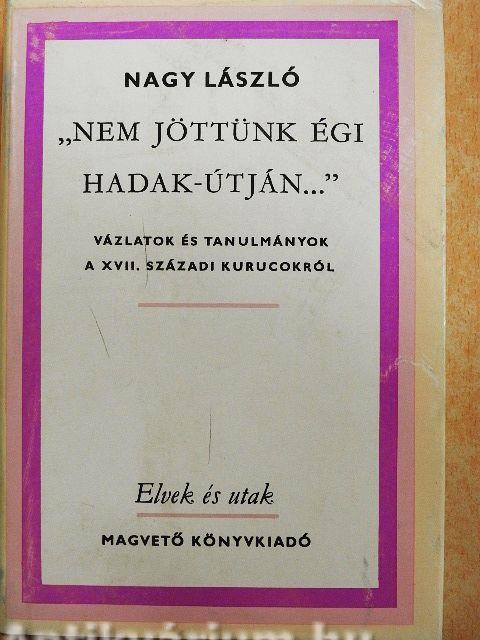 NAGY LÁSZLÓ
„NEM JÖTTÜNK ÉGI
HADAK-ÚTJÁN...”
VÁZLATOK ÉS TANULMÁNYOK
A XVII. SZÁZADI KURUCOKRÓL
Elvek és utak
MAGVETŐ KÖNYVKIADÓ